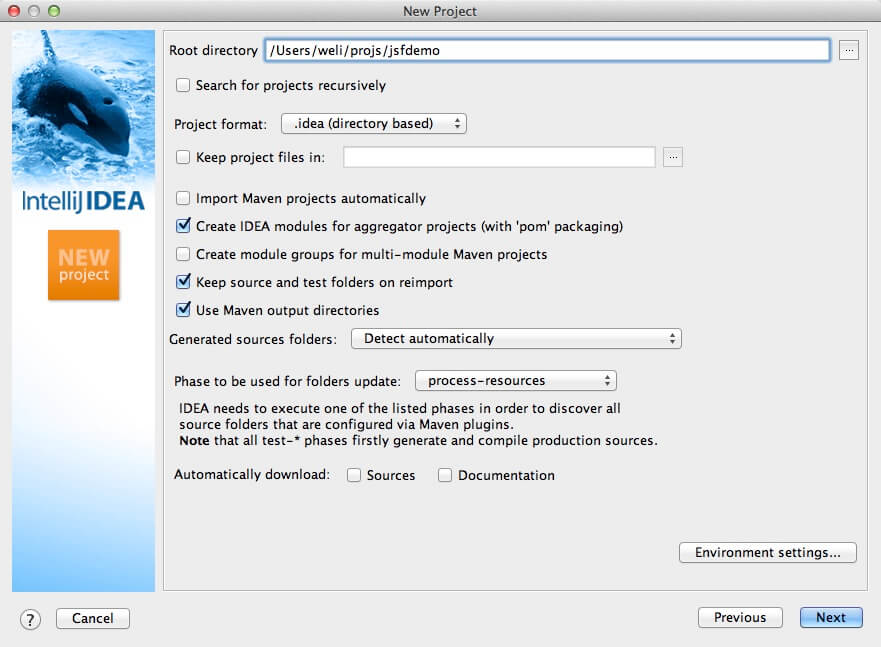 New Project
IntelliJIDEA
NEW
project
Root directory /Users/weli/projs/jsfdemo ...
Search for projects recursively
Project format: .idea (directory based)
Keep project files in: ...
Import Maven projects automatically
Create IDEA modules for aggregator projects (with 'pom' packaging)
Create module groups for multi-module Maven projects
Keep source and test folders on reimport
Use Maven output directories
Generated sources folders: Detect automatically
Phase to be used for folders update: process-resources
IDEA needs to execute one of the listed phases in order to discover all
source folders that are configured via Maven plugins.
Note that all test-* phases firstly generate and compile production sources.
Automatically download: Sources Documentation
Environment settings...
? Cancel Previous Next